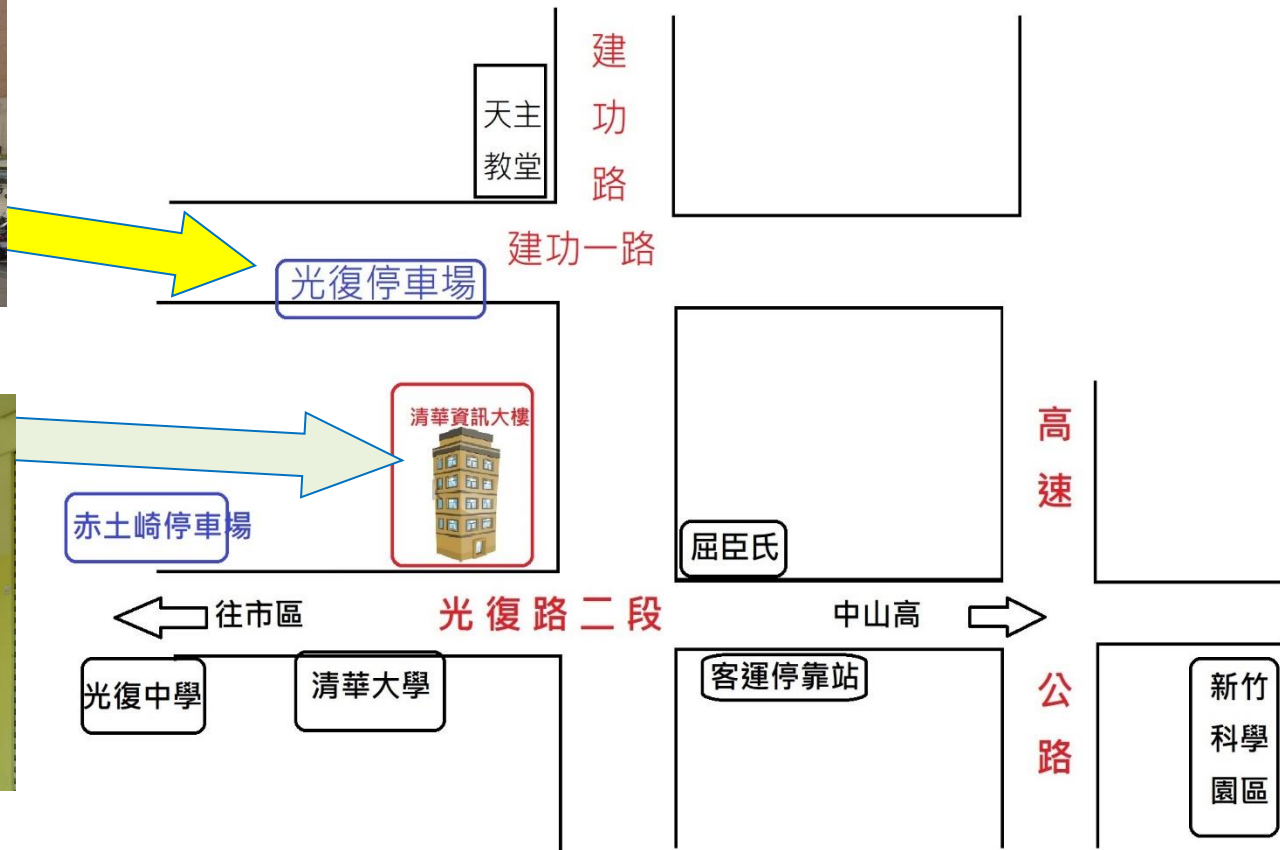 建功路
天主
教堂
建功一路
光復停車場
清華資訊大樓
高速
赤土崎停車場
屈臣氏
往市區
光復路二段
中山高
光復中學
清華大學
客運停靠站
公路
新竹
科學
園區